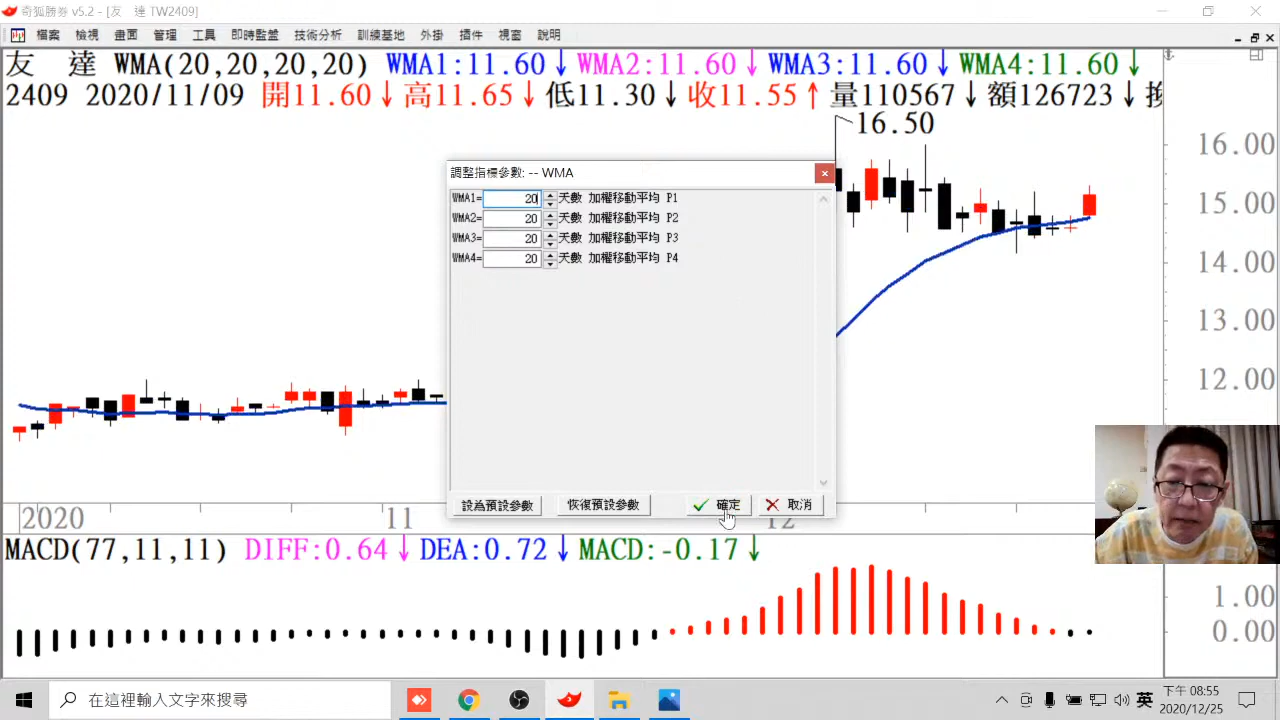 奇狐勝券 v5.2 - [友　達 TW2409]
檔案 檢視 畫面 管理 工具 即時監盤 技術分析 訓練基地 外掛 插件 視窗 說明
友　達 WMA(20,20,20,20) WMA1:11.60↓ WMA2:11.60↓ WMA3:11.60↓ WMA4:11.60↓
2409 2020/11/09 開11.60↓ 高11.65↓ 低11.30↓ 收11.55↑ 量110567↓ 額126723↓
16.50
16.00
15.00
14.00
13.00
12.00
調整指標參數: -- WMA
WMA1= 20 天數 加權移動平均 P1
WMA2= 20 天數 加權移動平均 P2
WMA3= 20 天數 加權移動平均 P3
WMA4= 20 天數 加權移動平均 P4
設為預設參數 恢復預設參數 確定 取消
2020 11 12
MACD(77,11,11) DIFF:0.64↓ DEA:0.72↓ MACD:-0.17↓
1.00
0.00
在這裡輸入文字來搜尋
英
下午 08:55
2020/12/25